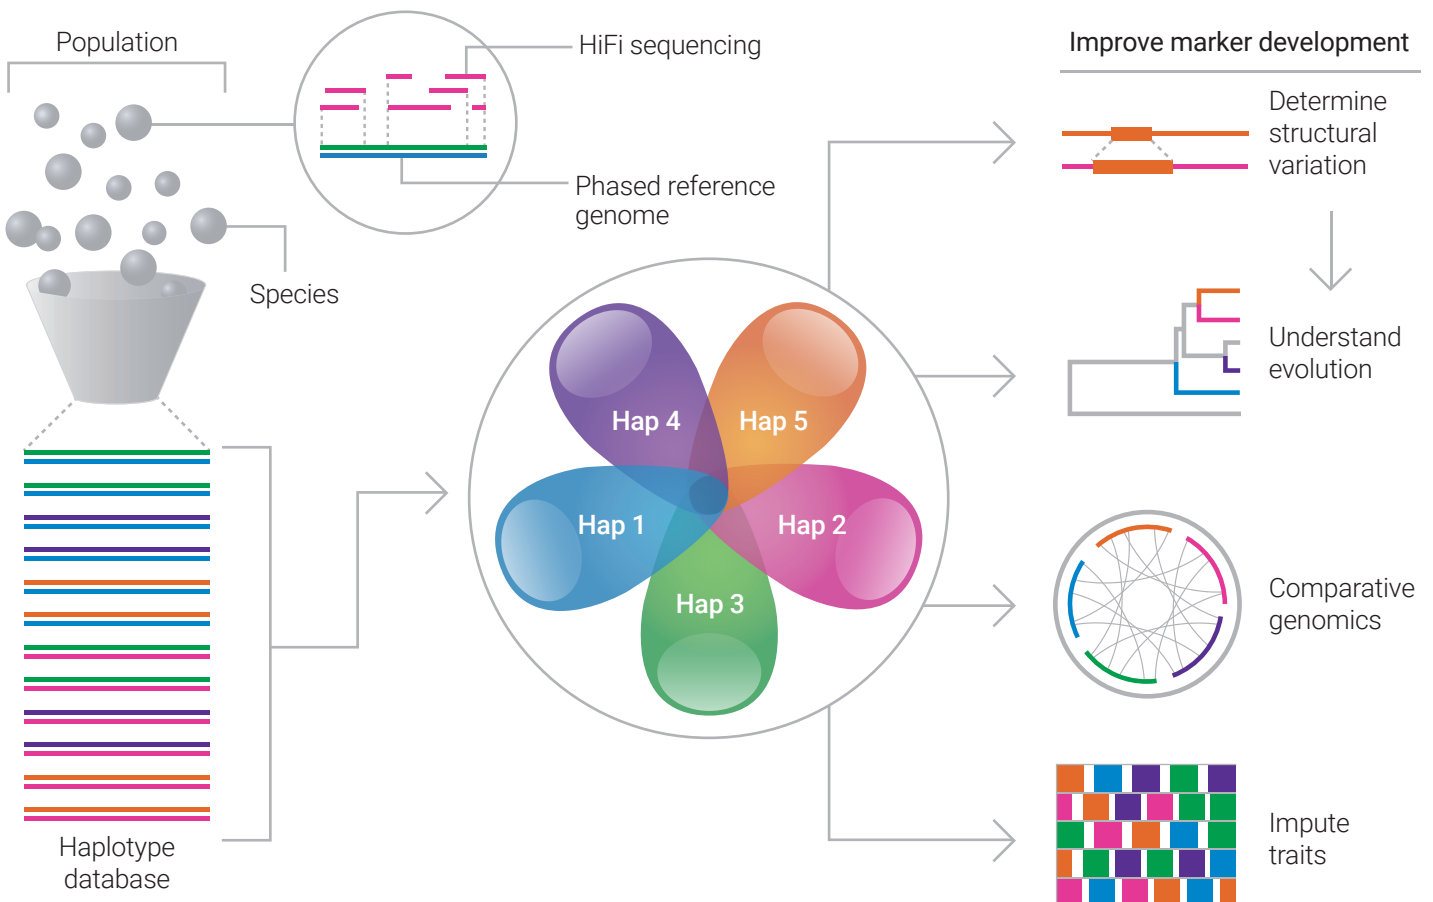 Population
HiFi sequencing
Phased reference
genome
Species
Haplotype
database
Hap 4
Hap 5
Hap 1
Hap 2
Hap 3
Improve marker development
Determine
structural
variation
Understand
evolution
Comparative
genomics
Impute
traits